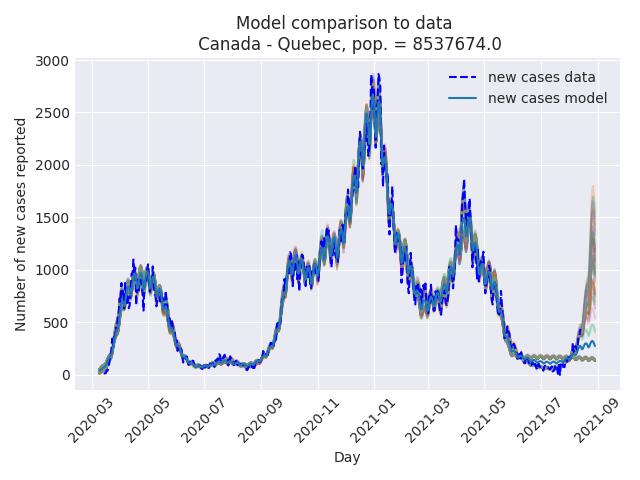 Model comparison to data
Canada - Quebec, pop. = 8537674.0
new cases data
new cases model
Number of new cases reported
3000
2500
2000
1500
1000
500
0
2020-03
2020-05
2020-07
2020-09
2020-11
2021-01
2021-03
2021-05
2021-07
2021-09
Day